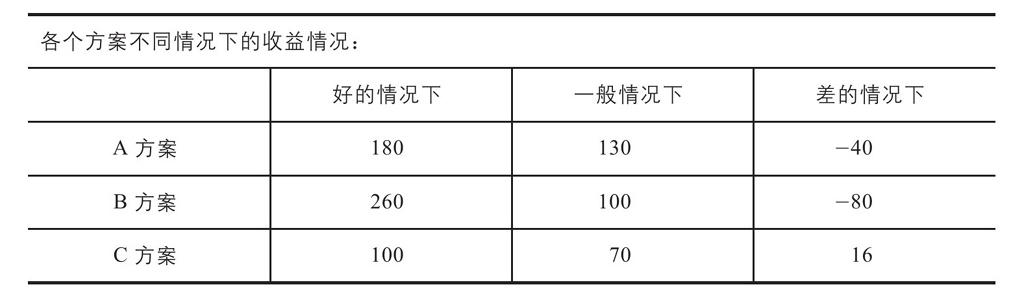 各个方案不同情况下的收益情况：
好的情况下 一般情况下 差的情况下
A 方案 180 130 −40
B 方案 260 100 −80
C 方案 100 70 16